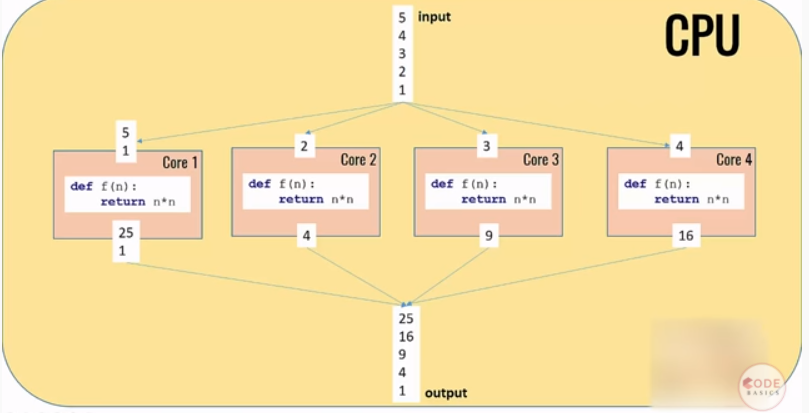 CPU
5 input
4
3
2
1
5
1
Core 1
def f(n):
return n*n
25
1
2
Core 2
def f(n):
return n*n
4
3
Core 3
def f(n):
return n*n
9
4
Core 4
def f(n):
return n*n
16
25
16
9
4
1 output
CODE
BASICS